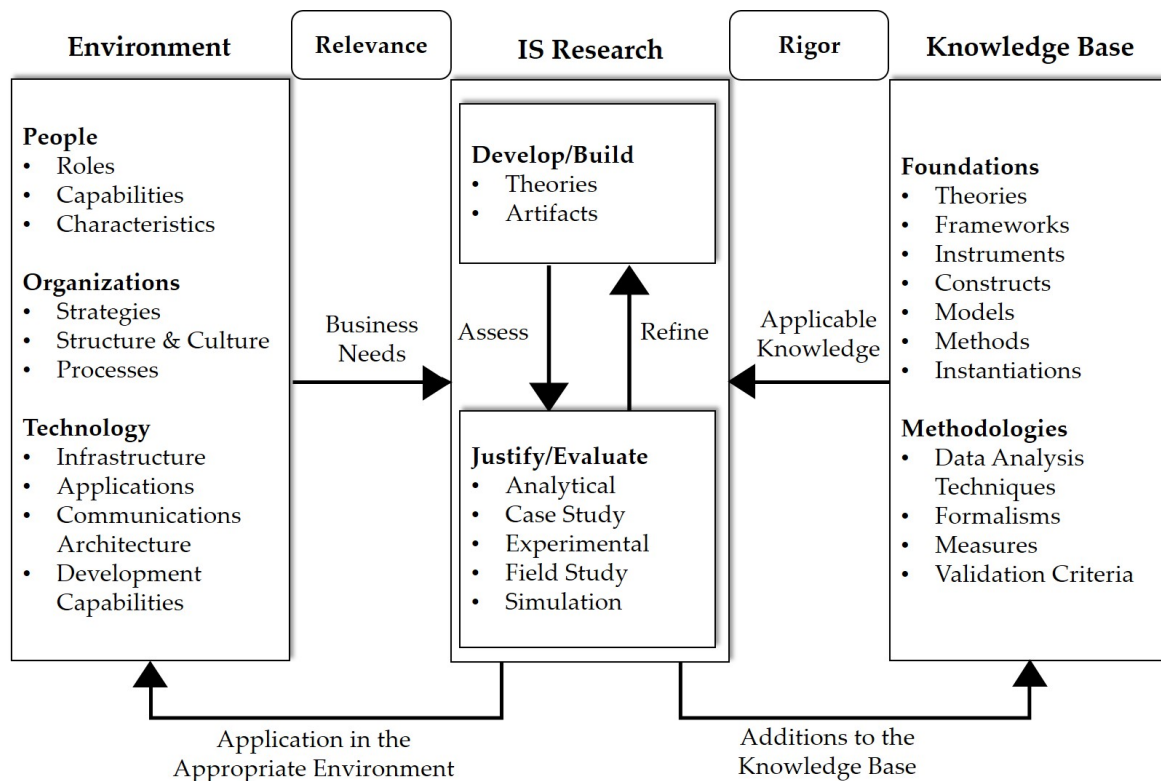 Environment
Relevance
IS Research
Rigor
Knowledge Base
People
• Roles
• Capabilities
• Characteristics
Organizations
• Strategies
• Structure & Culture
• Processes
Technology
• Infrastructure
• Applications
• Communications
Architecture
• Development
Capabilities
Business
Needs
Develop/Build
• Theories
• Artifacts
Assess
Refine
Justify/Evaluate
• Analytical
• Case Study
• Experimental
• Field Study
• Simulation
Applicable
Knowledge
Foundations
• Theories
• Frameworks
• Instruments
• Constructs
• Models
• Methods
• Instantiations
Methodologies
• Data Analysis
Techniques
• Formalisms
• Measures
• Validation Criteria
Application in the
Appropriate Environment
Additions to the
Knowledge Base